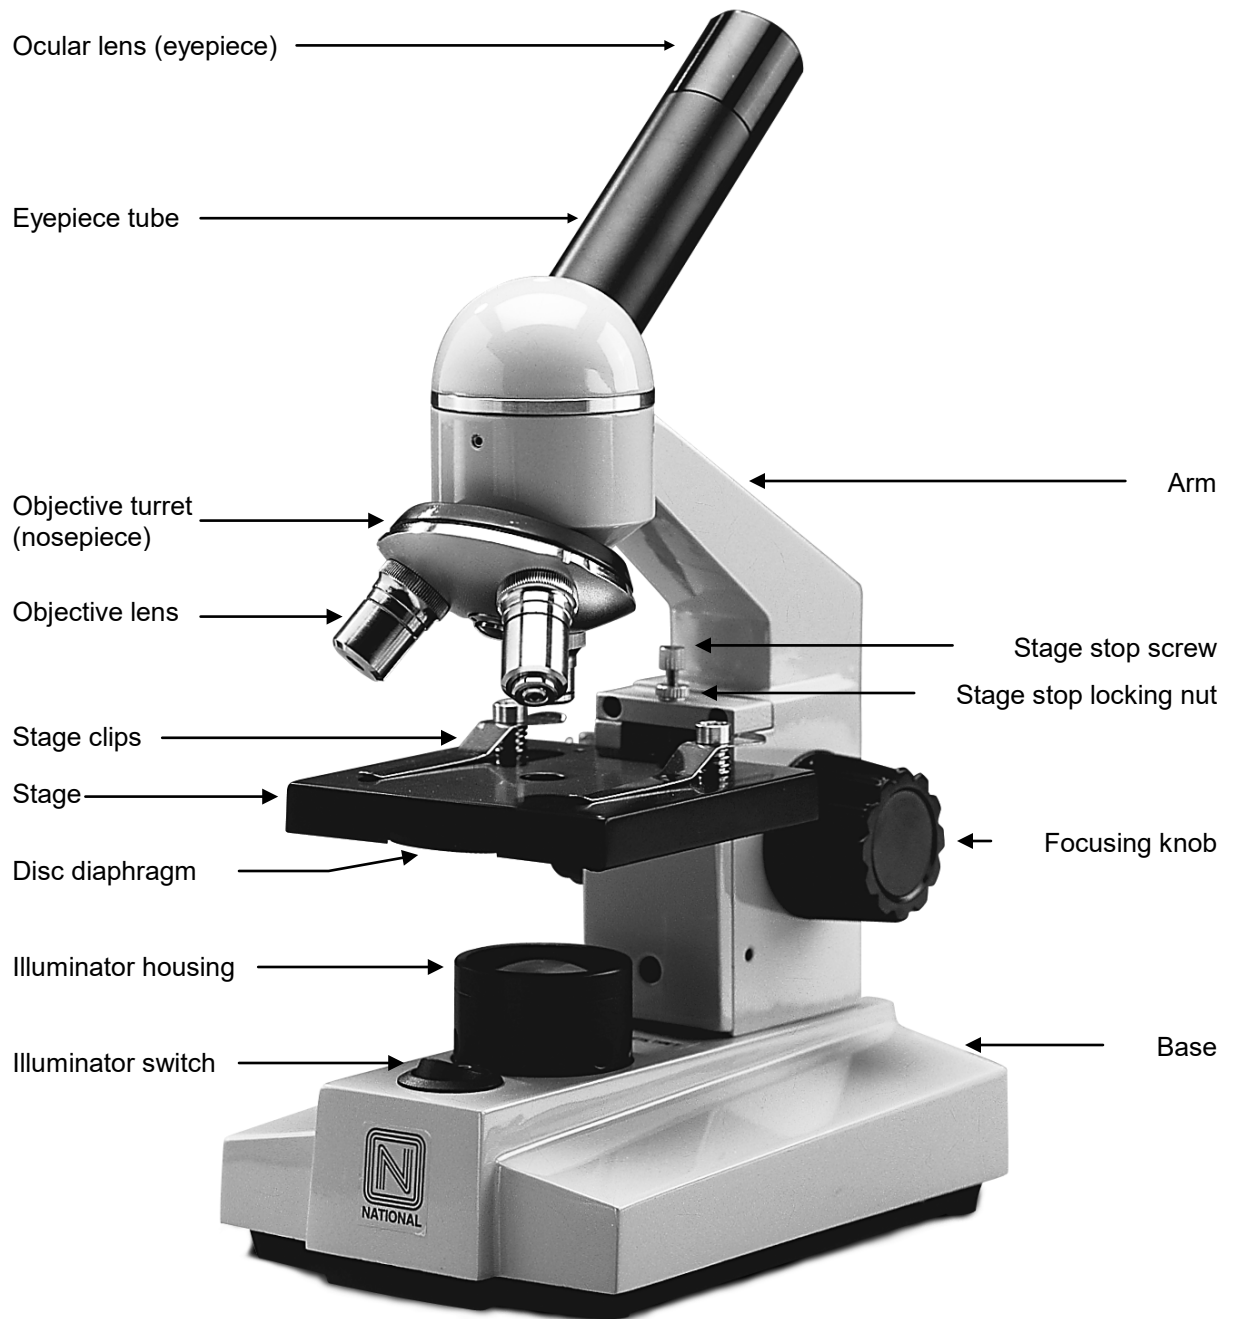 Ocular lens (eyepiece)
Eyepiece tube
Arm
Objective turret
(nosepiece)
Objective lens
Stage stop screw
Stage stop locking nut
Stage clips
Stage
Focusing knob
Disc diaphragm
Illuminator housing
Base
Illuminator switch
N
NATIONAL